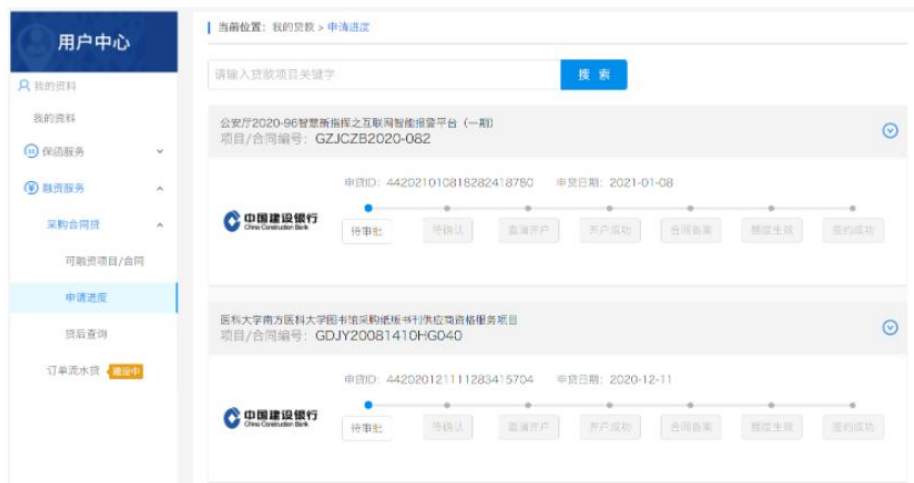 用户中心
我的资料
我的资料
保函服务
融资服务
采购合同贷
可融资项目/合同
申请进度
贷后查询
订单流水贷 建设中
当前位置：我的贷款 > 申请进度
请输入贷款项目关键字
搜 索
公安厅2020-96智慧新指挥之互联网智能报警平台（一期）
项目/合同编号：GZJCZB2020-082
申贷ID：442021010818282418780 申贷日期：2021-01-08
中国建设银行
China Construction Bank
待审批 待确认 邀请开户 开户成功 合同备案 额度生效 签约成功
医科大学南方医科大学图书馆采购纸版书刊供应商资格服务项目
项目/合同编号：GDJY20081410HG040
申贷ID：442020121111283415704 申贷日期：2020-12-11
中国建设银行
China Construction Bank
待审批 待确认 邀请开户 开户成功 合同备案 额度生效 签约成功